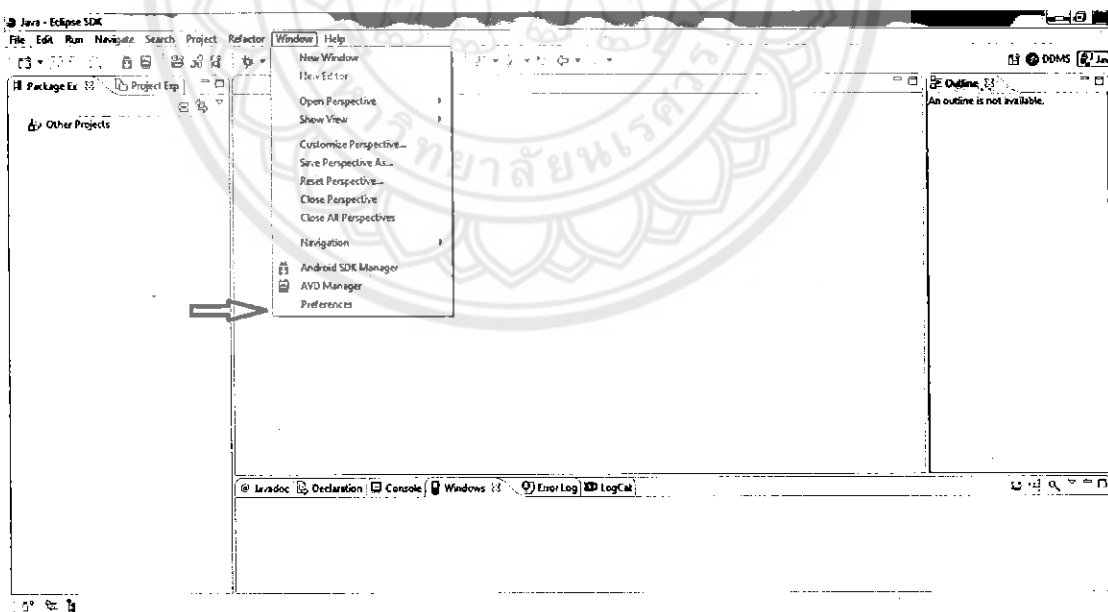 Java - Eclipse SDK
File Edit Run Navigate Search Project Refactor Window Help
New Window
New Editor
Open Perspective
Show View
Customize Perspective...
Save Perspective As...
Reset Perspective...
Close Perspective
Close All Perspectives
Navigation
Android SDK Manager
AVD Manager
Preferences
DDMS Jav
Package Ex Project Exp
Other Projects
Outline
An outline is not available.
Javadoc Declaration Console Windows Error Log LogCat